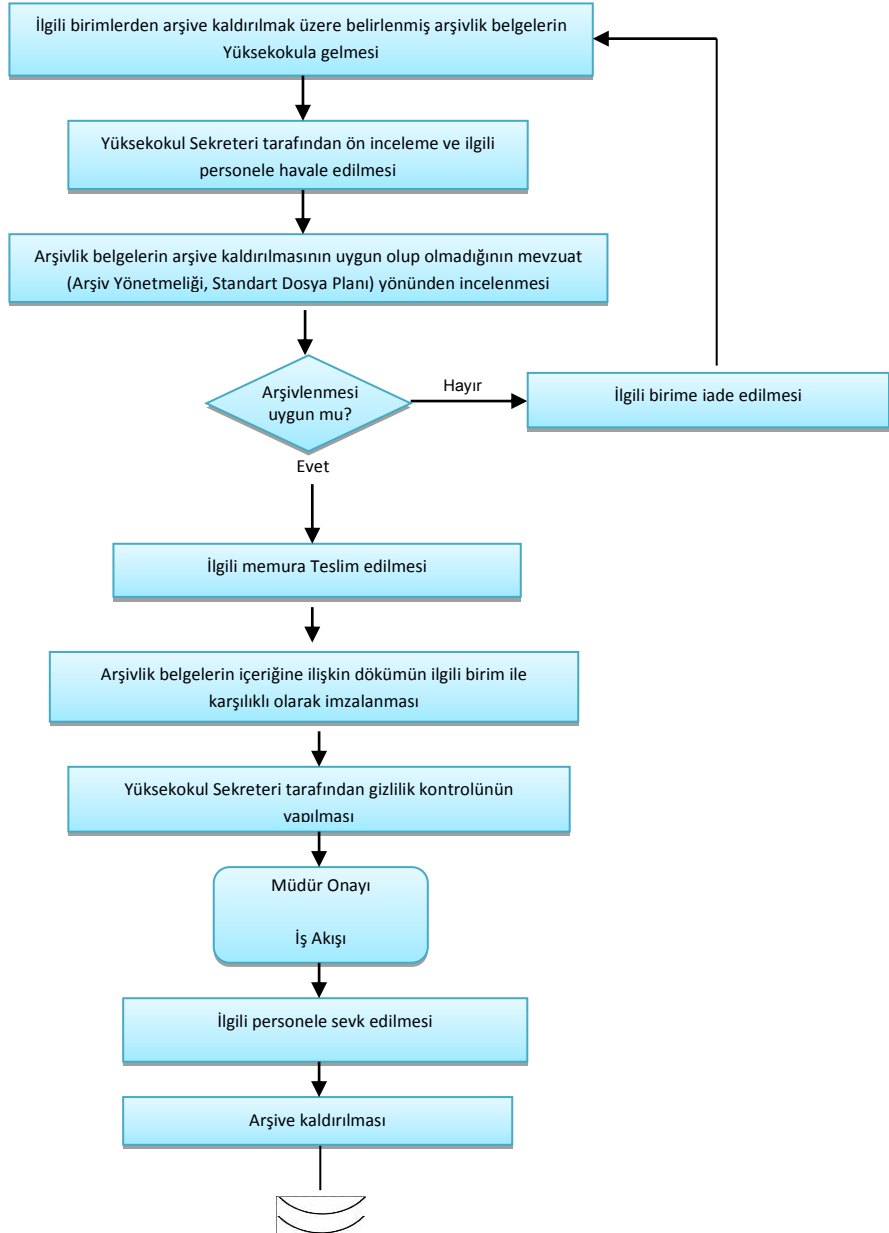 İlgili birimlerden arşive kaldırılmak üzere belirlenmiş arşivlik belgelerin
Yüksekokula gelmesi
Yüksekokul Sekreteri tarafından ön inceleme ve ilgili
personele havale edilmesi
Arşivlik belgelerin arşive kaldırılmasının uygun olup olmadığının mevzuat
(Arşiv Yönetmeliği, Standart Dosya Planı) yönünden incelenmesi
Arşivlenmesi
uygun mu?
Hayır
İlgili birime iade edilmesi
Evet
İlgili memura Teslim edilmesi
Arşivlik belgelerin içeriğine ilişkin dökümün ilgili birim ile
karşılıklı olarak imzalanması
Yüksekokul Sekreteri tarafından gizlilik kontrolünün
yapılması
Müdür Onayı
İş Akışı
İlgili personele sevk edilmesi
Arşive kaldırılması